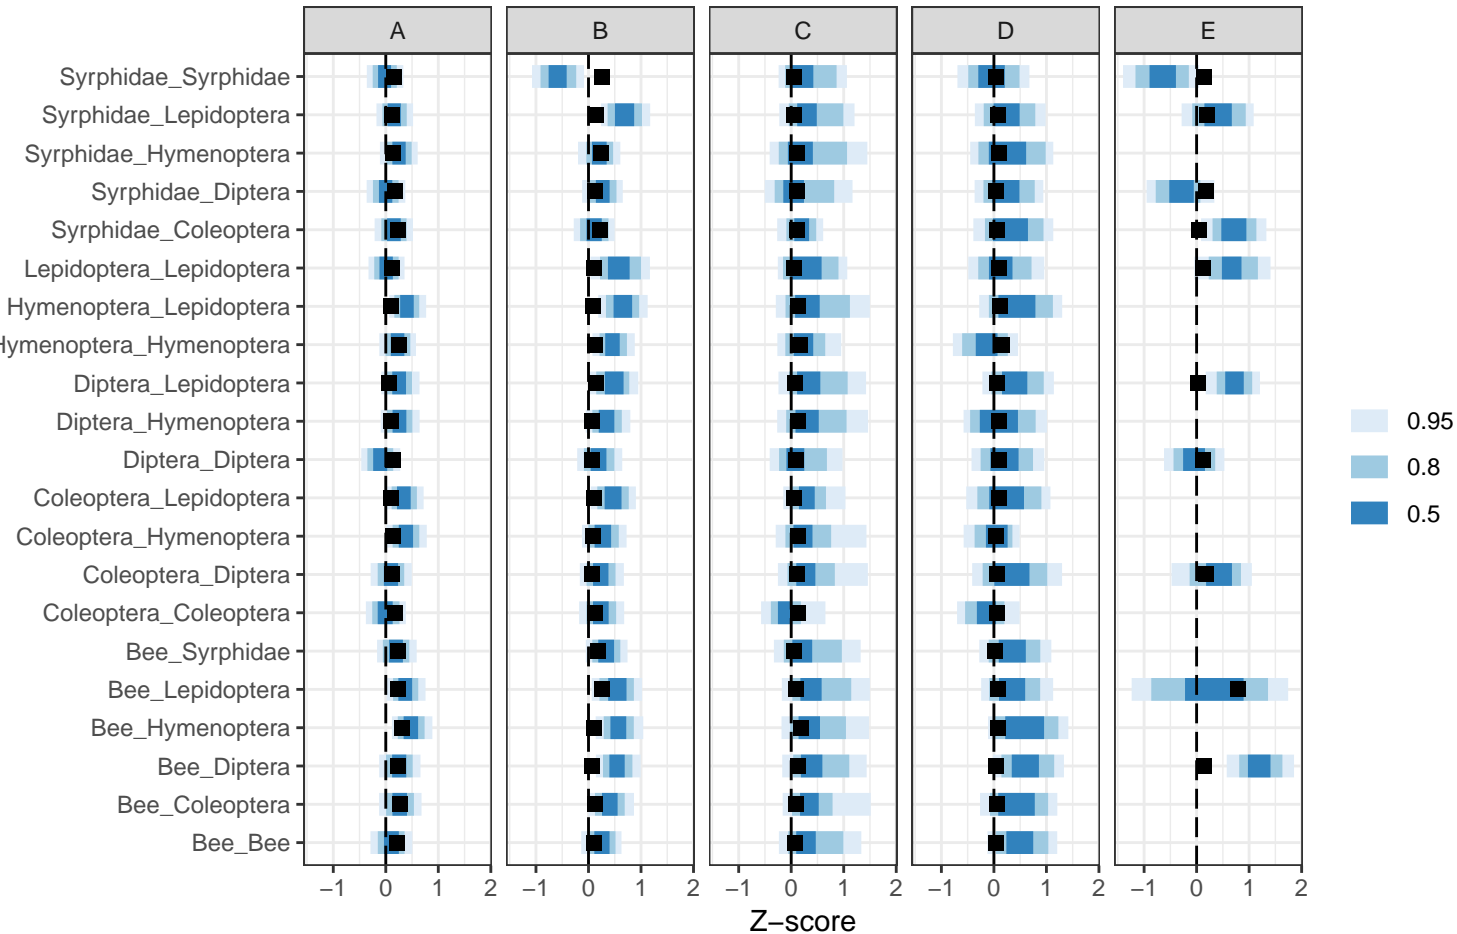 A B C D E
Syrphidae_Syrphidae
Syrphidae_Lepidoptera
Syrphidae_Hymenoptera
Syrphidae_Diptera
Syrphidae_Coleoptera
Lepidoptera_Lepidoptera
Hymenoptera_Lepidoptera
Hymenoptera_Hymenoptera
Diptera_Lepidoptera
Diptera_Hymenoptera
Diptera_Diptera
Coleoptera_Lepidoptera
Coleoptera_Hymenoptera
Coleoptera_Diptera
Coleoptera_Coleoptera
Bee_Syrphidae
Bee_Lepidoptera
Bee_Hymenoptera
Bee_Diptera
Bee_Coleoptera
Bee_Bee
−1 0 1 2 −1 0 1 2 −1 0 1 2 −1 0 1 2 −1 0 1 2
Z−score
0.95
0.8
0.5